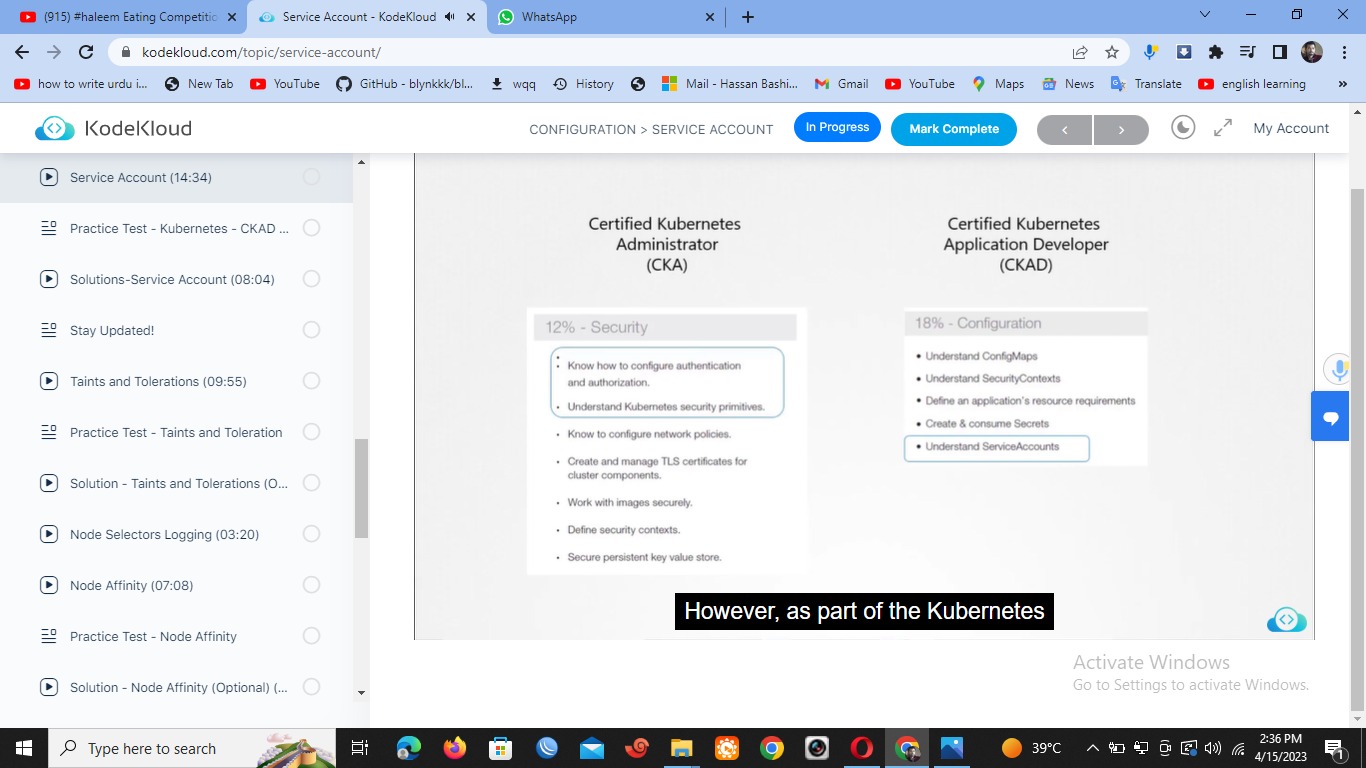 (915) #haleem Eating Competitio
Service Account - KodeKloud
WhatsApp
kodekloud.com/topic/service-account/
how to write urdu i...
New Tab
YouTube
GitHub - blynkkk/bl...
wqq
History
Mail - Hassan Bashi...
Gmail
YouTube
Maps
News
Translate
english learning
»
KodeKloud
CONFIGURATION > SERVICE ACCOUNT
In Progress
Mark Complete
My Account
Service Account (14:34)
Practice Test - Kubernetes - CKAD ...
Solutions-Service Account (08:04)
Stay Updated!
Taints and Tolerations (09:55)
Practice Test - Taints and Toleration
Solution - Taints and Tolerations (O...
Node Selectors Logging (03:20)
Node Affinity (07:08)
Practice Test - Node Affinity
Solution - Node Affinity (Optional) (...
Certified Kubernetes
Administrator
(CKA)
12% - Security
• Know how to configure authentication
and authorization.
• Understand Kubernetes security primitives.
• Know to configure network policies.
• Create and manage TLS certificates for
cluster components.
• Work with images securely.
• Define security contexts.
• Secure persistent key value store.
Certified Kubernetes
Application Developer
(CKAD)
18% - Configuration
• Understand ConfigMaps
• Understand SecurityContexts
• Define an application's resource requirements
• Create & consume Secrets
• Understand ServiceAccounts
However, as part of the Kubernetes
Activate Windows
Go to Settings to activate Windows.
Type here to search
39°C
2:36 PM
4/15/2023
1